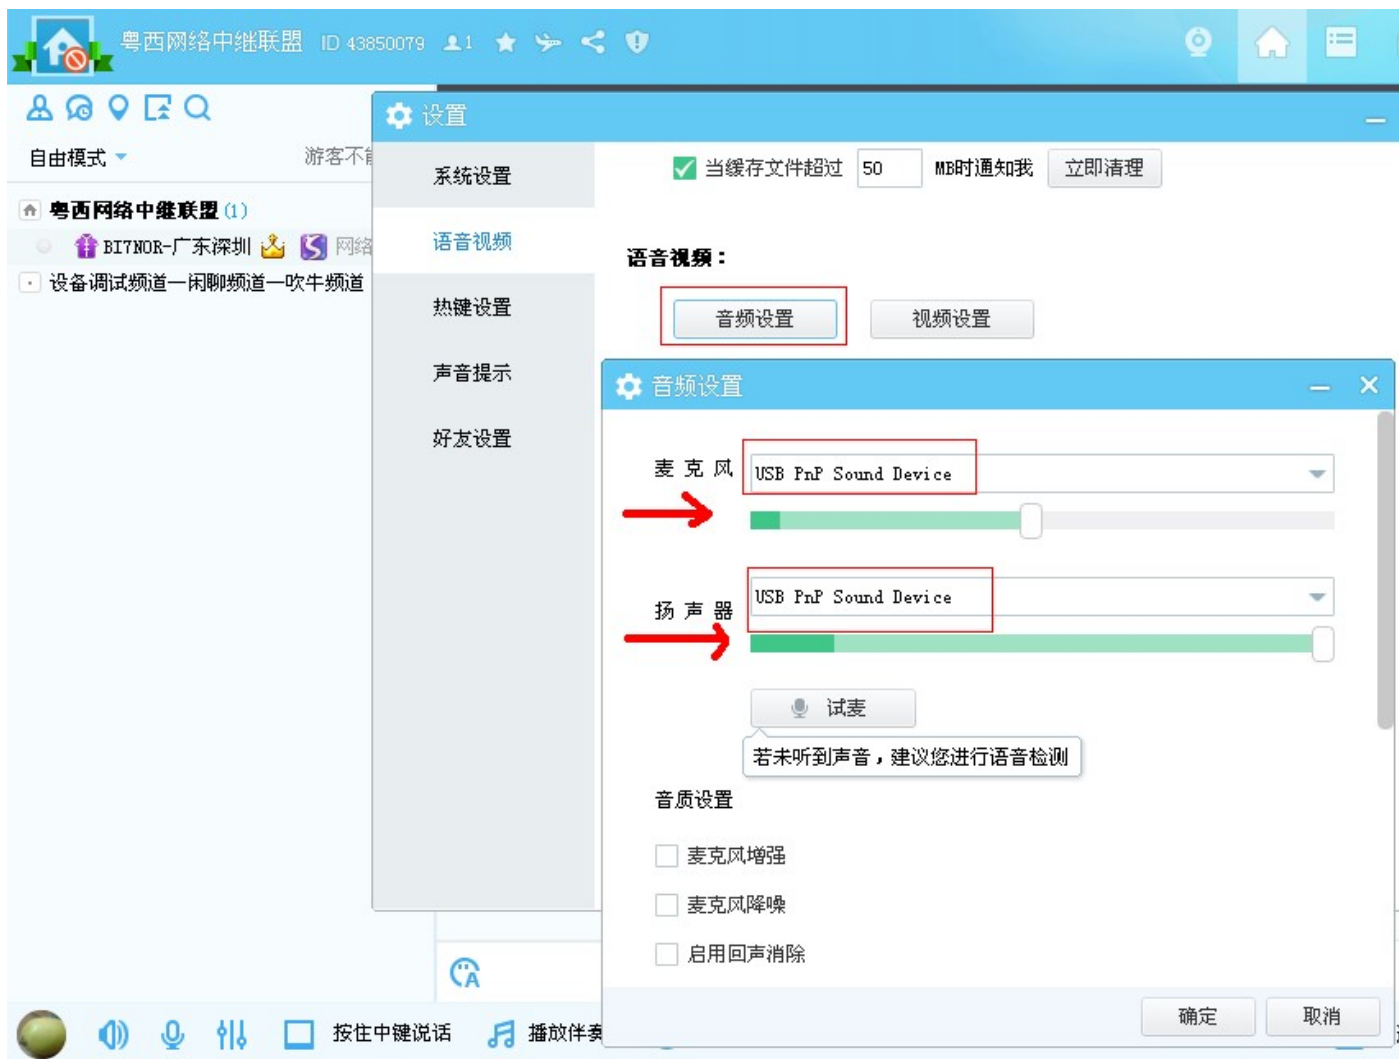 粤西网络中继联盟 ID 43850079 1
自由模式 游客不
粤西网络中继联盟 (1)
BI7NOR-广东深圳 网络
设备调试频道—闲聊频道—吹牛频道
设置
系统设置
语音视频
热键设置
声音提示
好友设置
当缓存文件超过 50 MB时通知我 立即清理
语音视频：
音频设置 视频设置
音频设置
麦克风 USB PnP Sound Device
扬声器 USB PnP Sound Device
试麦
若未听到声音，建议您进行语音检测
音质设置
麦克风增强
麦克风降噪
启用回声消除
确定 取消
按住中键说话 播放伴奏